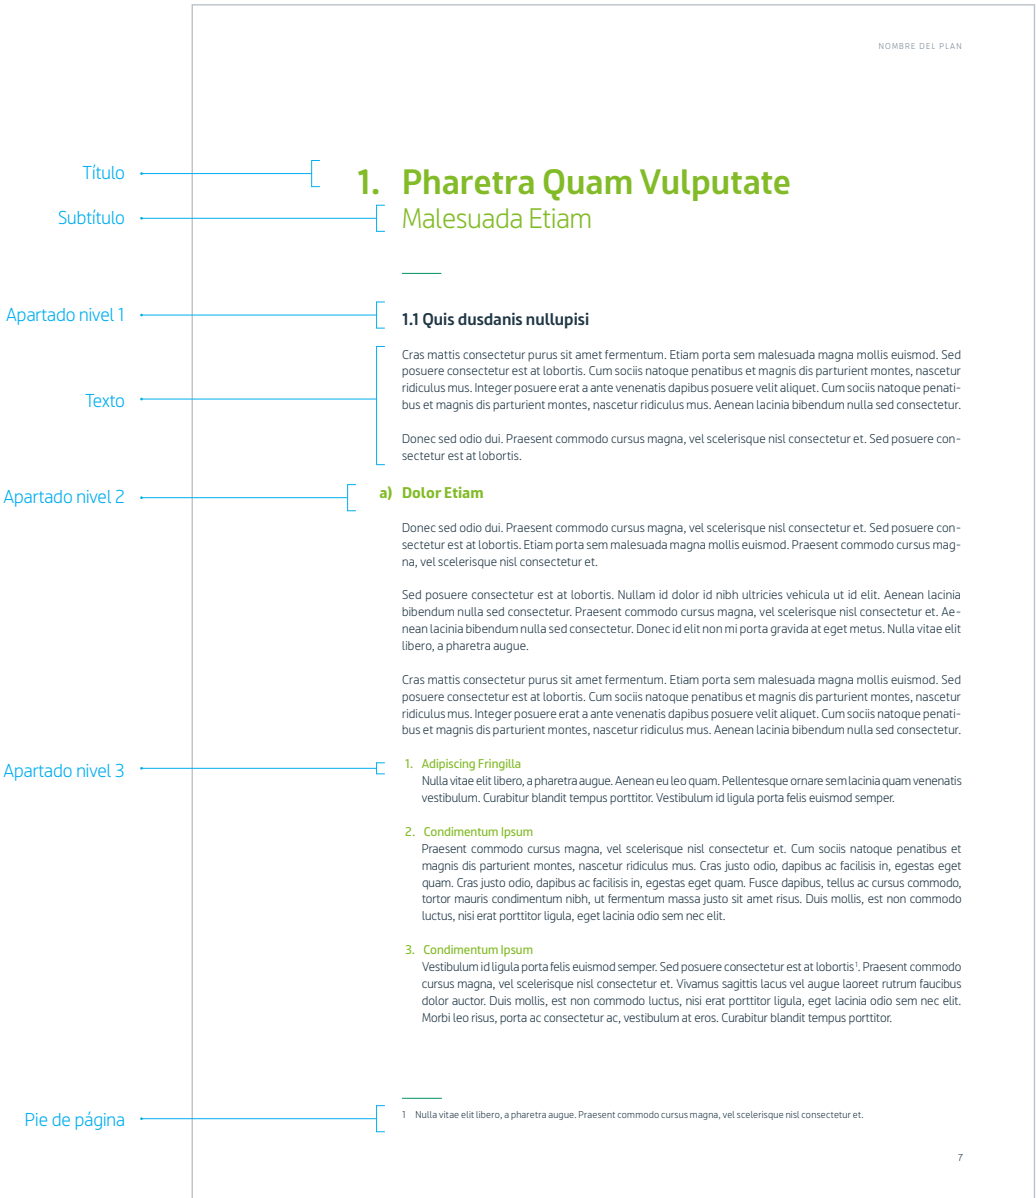 NOMBRE DEL PLAN
Título
1. Pharetra Quam Vulputate
Subtítulo
Malesuada Etiam
Apartado nivel 1
1.1 Quis dusdanis nullupisi
Texto
Cras mattis consectetur purus sit amet fermentum. Etiam porta sem malesuada magna mollis euismod. Sed
posuere consectetur est at lobortis. Cum sociis natoque penatibus et magnis dis parturient montes, nascetur
ridiculus mus. Integer posuere erat a ante venenatis dapibus posuere velit aliquet. Cum sociis natoque penati-
bus et magnis dis parturient montes, nascetur ridiculus mus. Aenean lacinia bibendum nulla sed consectetur.
Donec sed odio dui. Praesent commodo cursus magna, vel scelerisque nisl consectetur et. Sed posuere con-
sectetur est at lobortis.
Apartado nivel 2
a) Dolor Etiam
Donec sed odio dui. Praesent commodo cursus magna, vel scelerisque nisl consectetur et. Sed posuere con-
sectetur est at lobortis. Etiam porta sem malesuada magna mollis euismod. Praesent commodo cursus mag-
na, vel scelerisque nisl consectetur et.
Sed posuere consectetur est at lobortis. Nullam id dolor id nibh ultricies vehicula ut id elit. Aenean lacinia
bibendum nulla sed consectetur. Praesent commodo cursus magna, vel scelerisque nisl consectetur et. Ae-
nean lacinia bibendum nulla sed consectetur. Donec id elit non mi porta gravida at eget metus. Nulla vitae elit
libero, a pharetra augue.
Cras mattis consectetur purus sit amet fermentum. Etiam porta sem malesuada magna mollis euismod. Sed
posuere consectetur est at lobortis. Cum sociis natoque penatibus et magnis dis parturient montes, nascetur
ridiculus mus. Integer posuere erat a ante venenatis dapibus posuere velit aliquet. Cum sociis natoque penati-
bus et magnis dis parturient montes, nascetur ridiculus mus. Aenean lacinia bibendum nulla sed consectetur.
Apartado nivel 3
1. Adipiscing Fringilla
Nulla vitae elit libero, a pharetra augue. Aenean eu leo quam. Pellentesque ornare sem lacinia quam venenatis
vestibulum. Curabitur blandit tempus porttitor. Vestibulum id ligula porta felis euismod semper.
2. Condimentum Ipsum
Praesent commodo cursus magna, vel scelerisque nisl consectetur et. Cum sociis natoque penatibus et
magnis dis parturient montes, nascetur ridiculus mus. Cras justo odio, dapibus ac facilisis in, egestas eget
quam. Cras justo odio, dapibus ac facilisis in, egestas eget quam. Fusce dapibus, tellus ac cursus commodo,
tortor mauris condimentum nibh, ut fermentum massa justo sit amet risus. Duis mollis, est non commodo
luctus, nisi erat porttitor ligula, eget lacinia odio sem nec elit.
3. Condimentum Ipsum
Vestibulum id ligula porta felis euismod semper. Sed posuere consectetur est at lobortis¹. Praesent commodo
cursus magna, vel scelerisque nisl consectetur et. Vivamus sagittis lacus vel augue laoreet rutrum faucibus
dolor auctor. Duis mollis, est non commodo luctus, nisi erat porttitor ligula, eget lacinia odio sem nec elit.
Morbi leo risus, porta ac consectetur ac, vestibulum at eros. Curabitur blandit tempus porttitor.
Pie de página
1 Nulla vitae elit libero, a pharetra augue. Praesent commodo cursus magna, vel scelerisque nisl consectetur et.
7